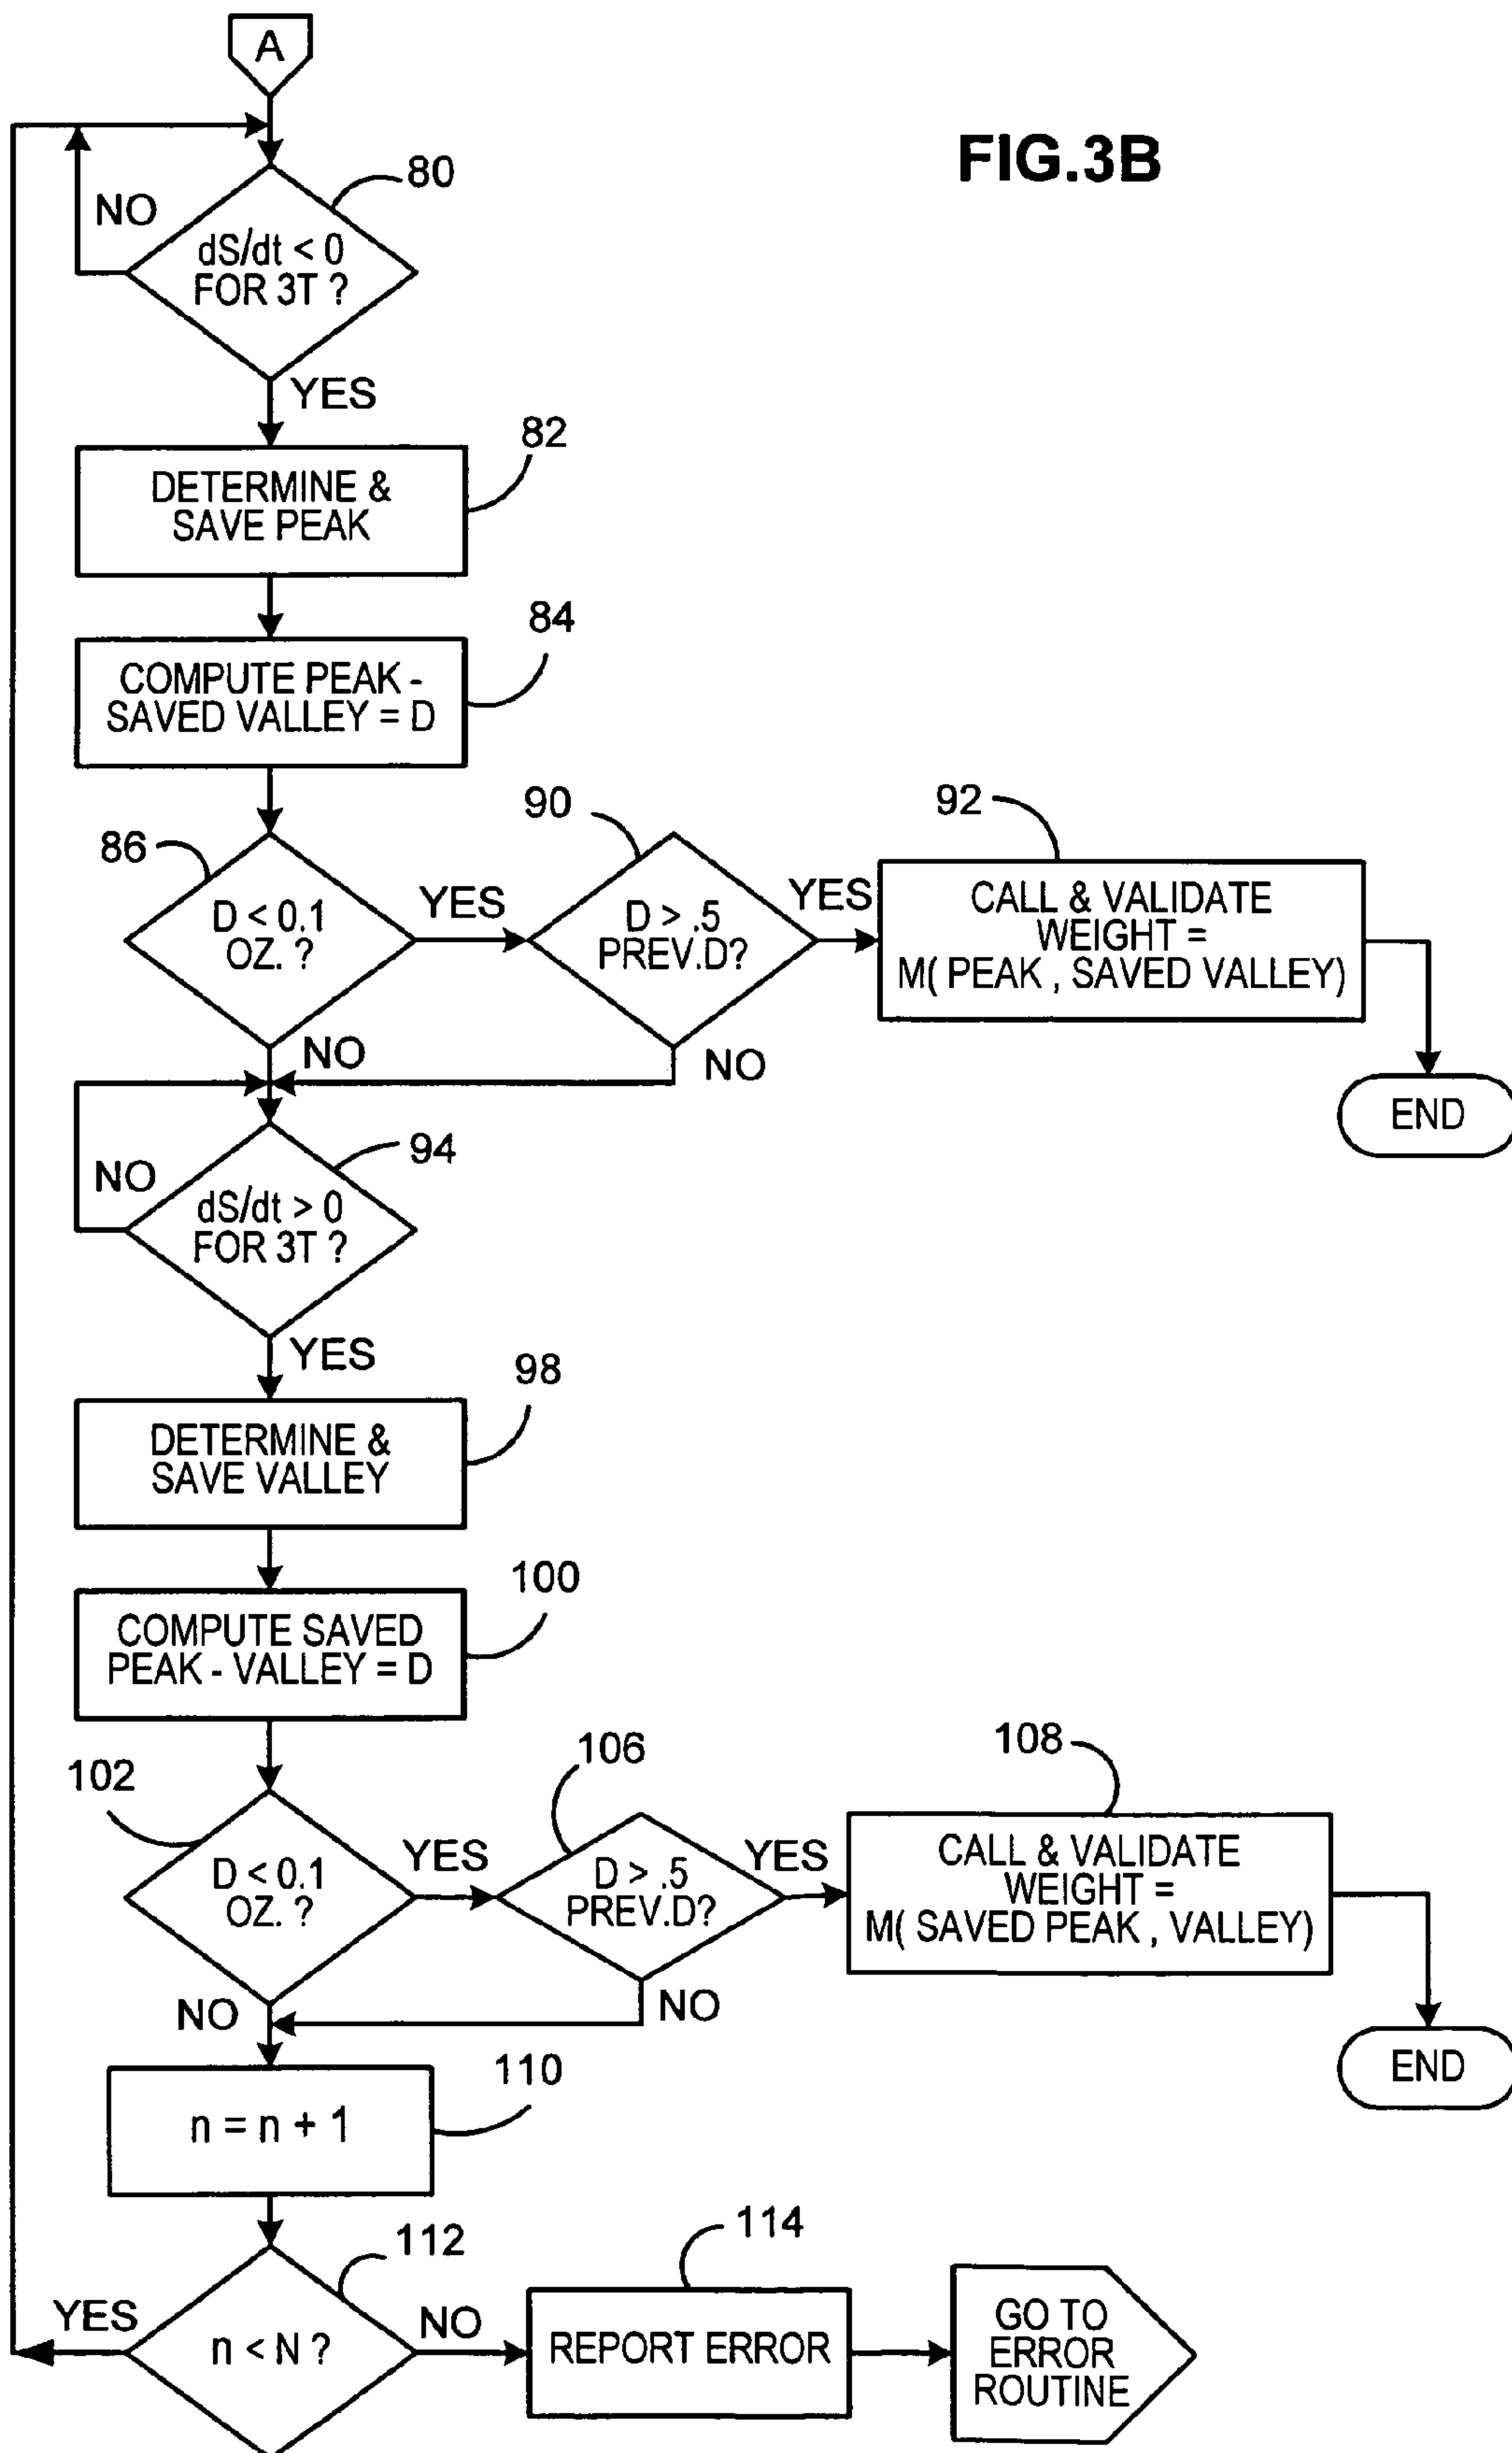 A
FIG.3B
80
NO
dS/dt < 0
FOR 3T ?
YES
82
DETERMINE &
SAVE PEAK
84
COMPUTE PEAK -
SAVED VALLEY = D
86
D < 0.1
OZ. ?
YES
NO
90
D > .5
PREV.D?
YES
NO
92
CALL & VALIDATE
WEIGHT =
M( PEAK , SAVED VALLEY)
END
94
NO
dS/dt > 0
FOR 3T ?
YES
98
DETERMINE &
SAVE VALLEY
100
COMPUTE SAVED
PEAK - VALLEY = D
102
D < 0.1
OZ. ?
YES
NO
106
D > .5
PREV.D?
YES
NO
108
CALL & VALIDATE
WEIGHT =
M( SAVED PEAK , VALLEY)
END
110
n = n + 1
112
YES
n < N ?
NO
114
REPORT ERROR
GO TO
ERROR
ROUTINE